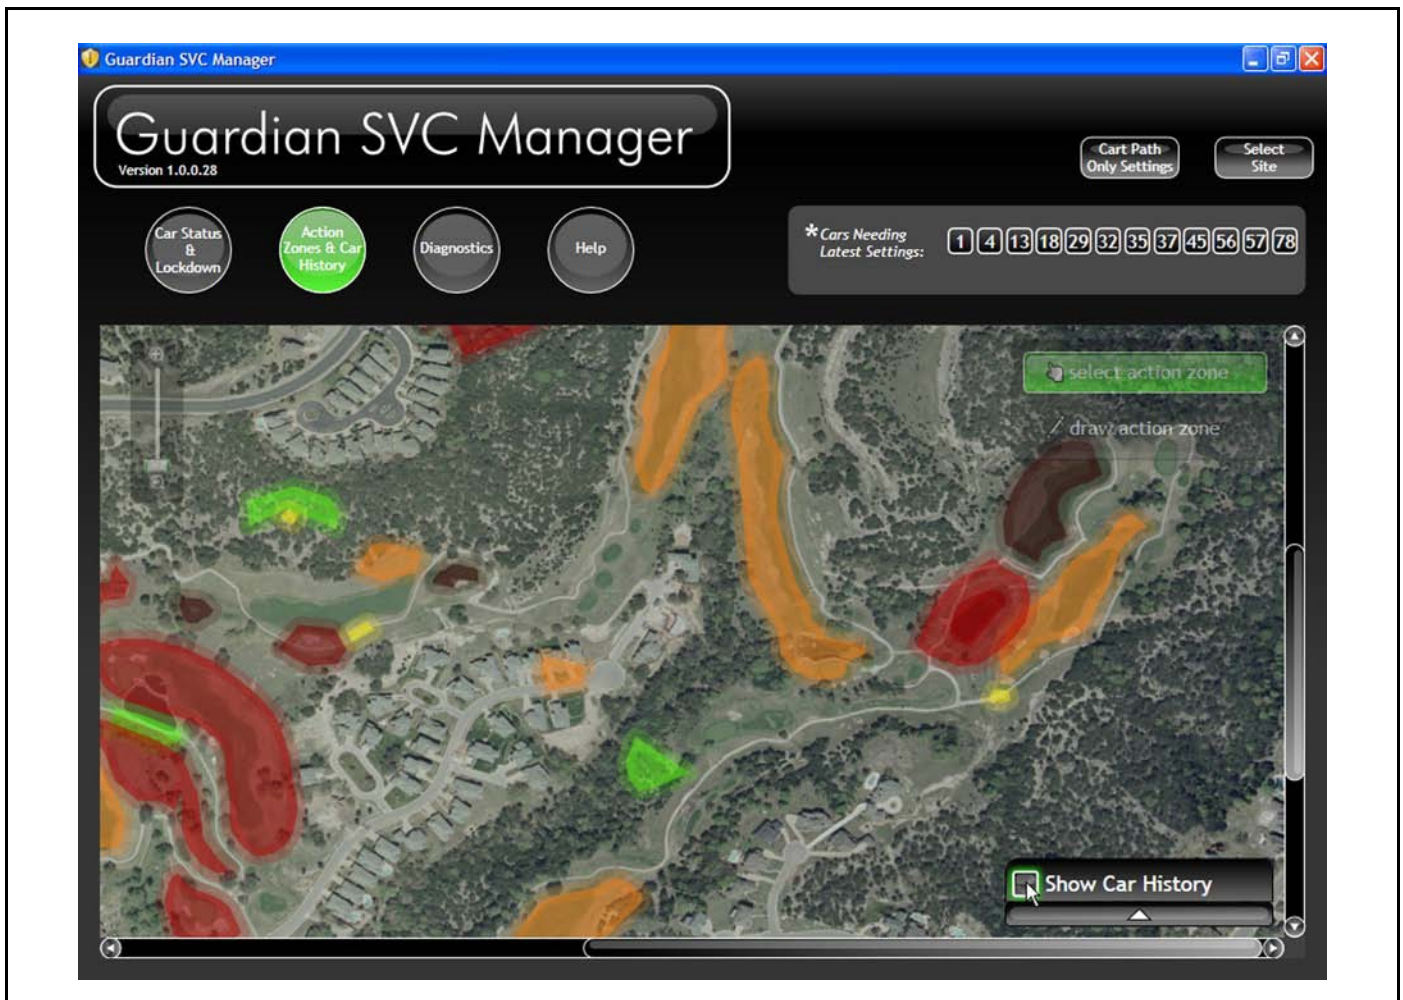 Guardian SVC Manager
Guardian SVC Manager
Version 1.0.0.28
Cart Path
Only Settings
Select
Site
Car Status
&
Lockdown
Action
Zones & Car
History
Diagnostics
Help
*Cars Needing
Latest Settings:
1 4 13 18 29 32 35 37 45 56 57 78
select action zone
draw action zone
Show Car History